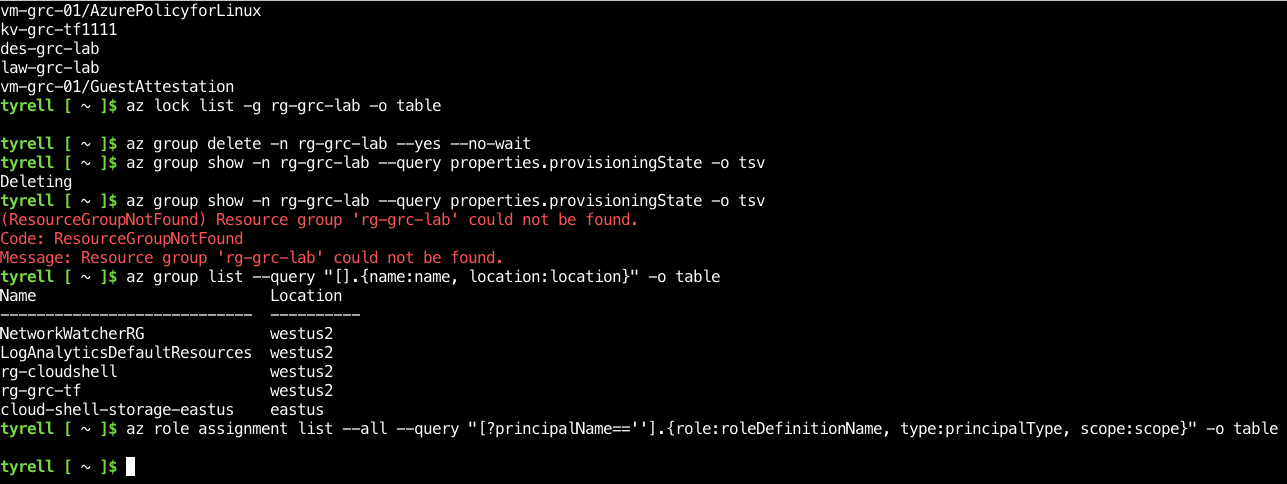 vm-grc-01/AzurePolicyforLinux
kv-grc-tf1111
des-grc-lab
law-grc-lab
vm-grc-01/GuestAttestation
tyrell [ ~ ]$ az lock list -g rg-grc-lab -o table
tyrell [ ~ ]$ az group delete -n rg-grc-lab --yes --no-wait
tyrell [ ~ ]$ az group show -n rg-grc-lab --query properties.provisioningState -o tsv
Deleting
tyrell [ ~ ]$ az group show -n rg-grc-lab --query properties.provisioningState -o tsv
(ResourceGroupNotFound) Resource group 'rg-grc-lab' could not be found.
Code: ResourceGroupNotFound
Message: Resource group 'rg-grc-lab' could not be found.
tyrell [ ~ ]$ az group list --query "[].{name:name, location:location}" -o table
Name                          Location
----------------------------  ----------
NetworkWatcherRG              westus2
LogAnalyticsDefaultResources  westus2
rg-cloudshell                 westus2
rg-grc-tf                     westus2
cloud-shell-storage-eastus    eastus
tyrell [ ~ ]$ az role assignment list --all --query "[?principalName==''].{role:roleDefinitionName, type:principalType, scope:scope}" -o table
tyrell [ ~ ]$